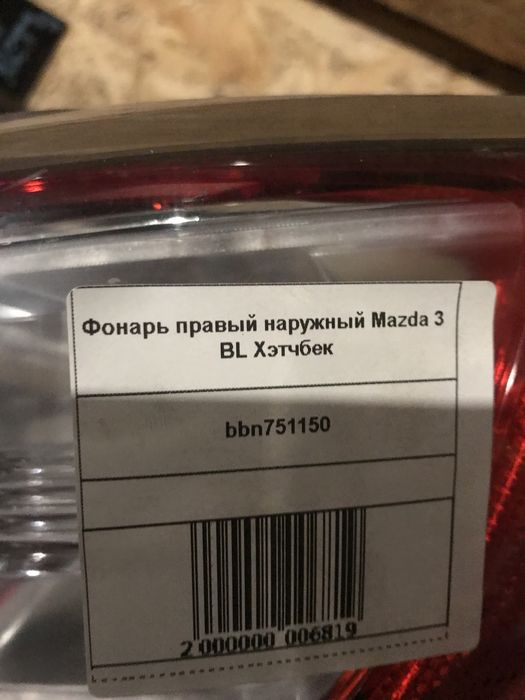 Фонарь правый наружный Mazda 3
BL Хэтчбек
bbn751150
2 000000 006819